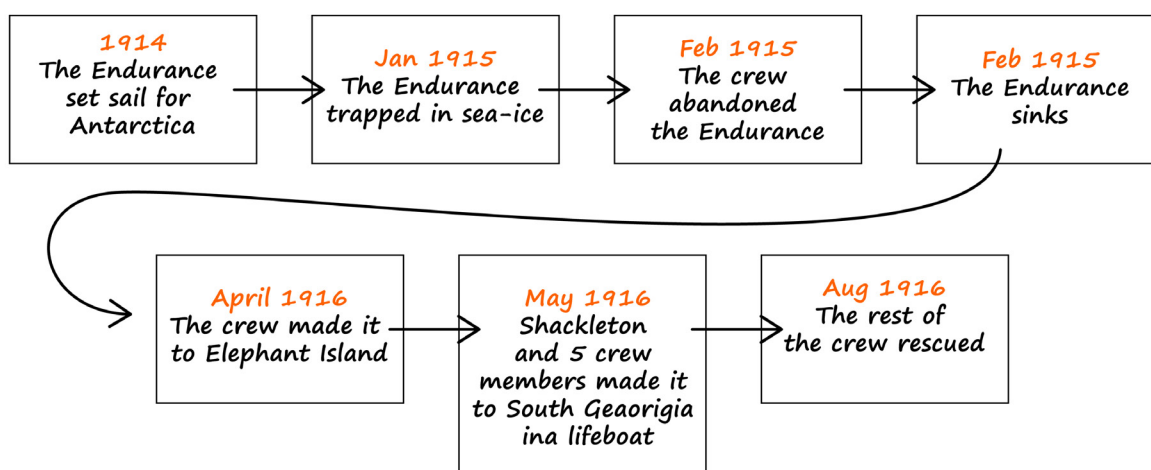 1914
The Endurance
set sail for
Antarctica
Jan 1915
The Endurance
trapped in sea-ice
Feb 1915
The crew
abandoned
the Endurance
Feb 1915
The Endurance
sinks
April 1916
The crew made it
to Elephant Island
May 1916
Shackleton
and 5 crew
members made it
to South Geaorigia
ina lifeboat
Aug 1916
The rest of
the crew rescued